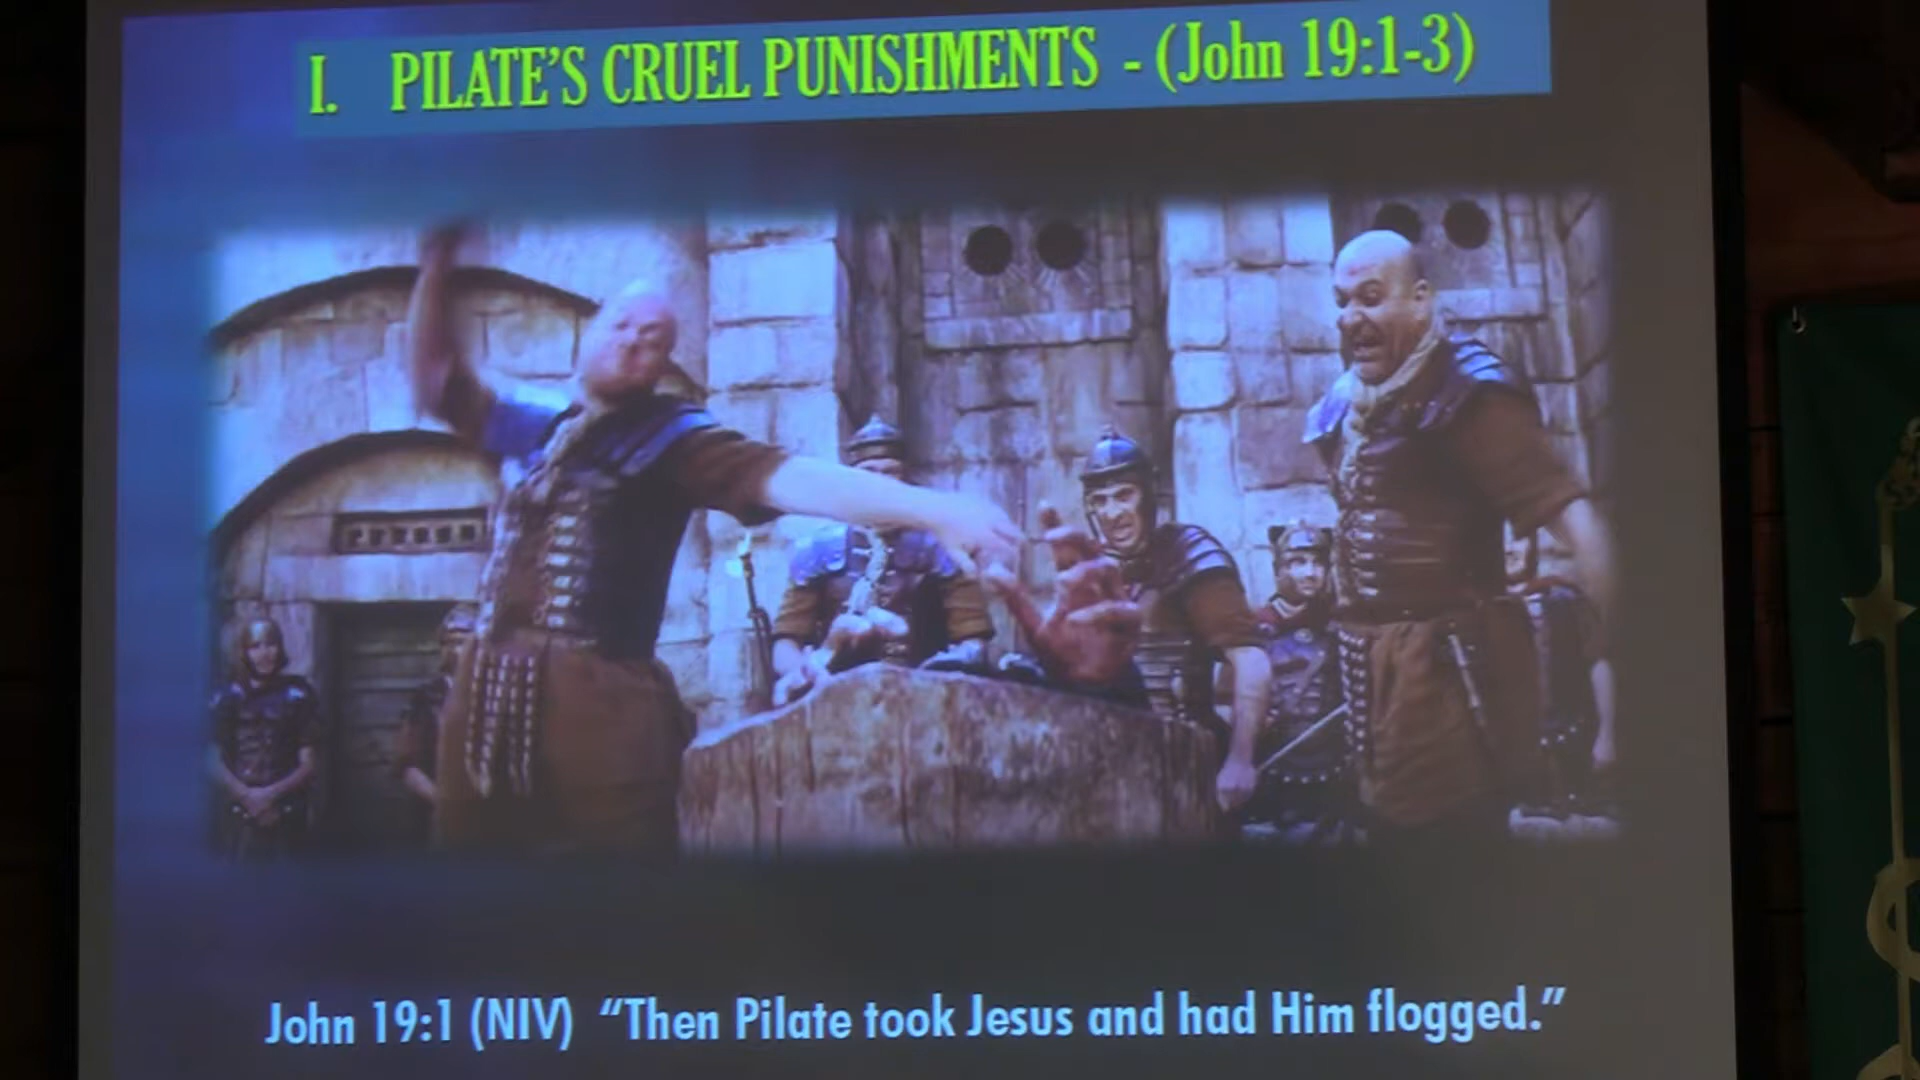 I. PILATE'S CRUEL PUNISHMENTS - (John 19:1-3)
John 19:1 (NIV) “Then Pilate took Jesus and had Him flogged.”